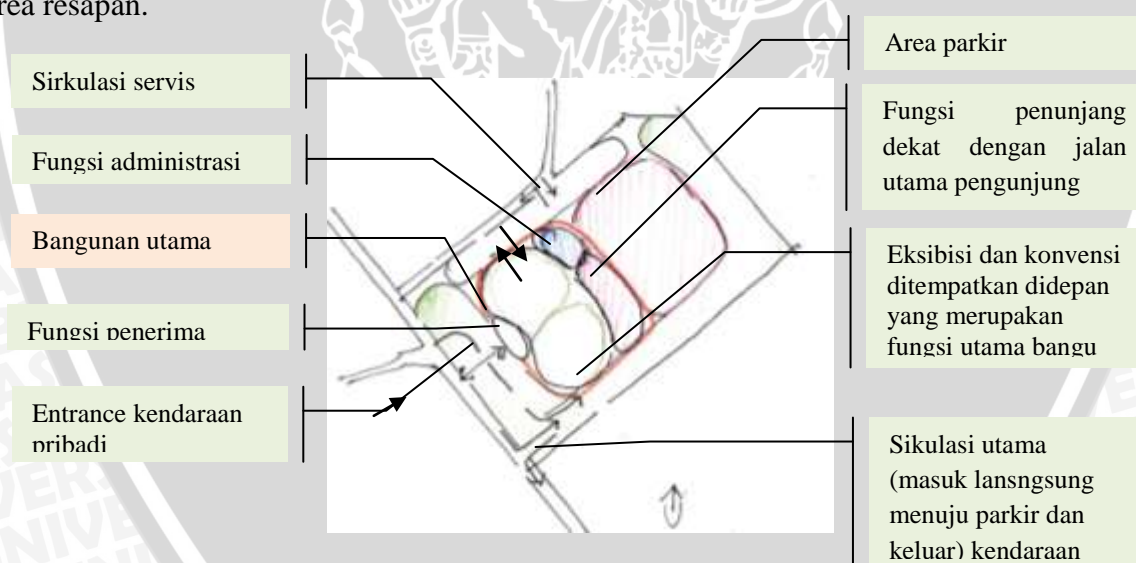 rea resapan.
Sirkulasi servis
Fungsi administrasi
Bangunan utama
Fungsi penerima
Entrance kendaraan
pribadi
Area parkir
Fungsi penunjang
dekat dengan jalan
utama pengunjung
Eksibisi dan konvensi
ditempatkan didepan
yang merupakan
fungsi utama bangu
Sikulasi utama
(masuk lansngsung
menuju parkir dan
keluar) kendaraan